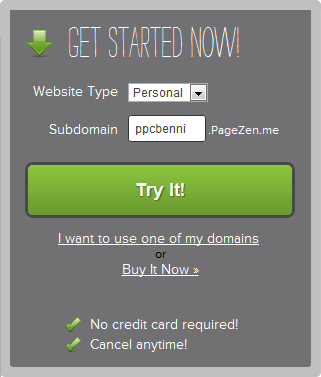 GET STARTED NOW!
Website Type Personal
Subdomain ppcbenni .PageZen.me
Try It!
I want to use one of my domains
or
Buy It Now »
No credit card required!
Cancel anytime!